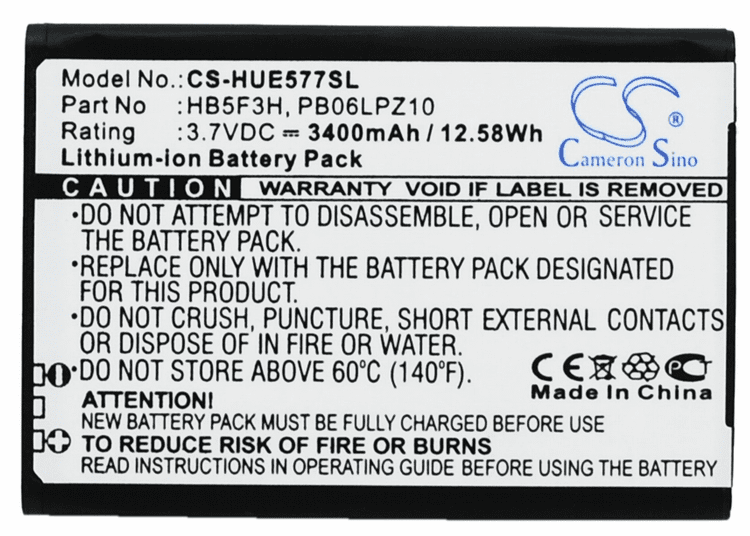 Model No.: CS-HUE577SL
Part No.: HB5F3H, PB06LPZ10
Rating : 3.7VDC = 3400mAh / 12.58Wh
Lithium-ion Battery Pack
CS ®
Cameron Sino
CAUTION WARRANTY VOID IF LABEL IS REMOVED
•DO NOT ATTEMPT TO DISASSEMBLE, OPEN OR SERVICE
THE BATTERY PACK.
•REPLACE ONLY WITH THE BATTERY PACK DESIGNATED
FOR THIS PRODUCT.
•DO NOT CRUSH, PUNCTURE, SHORT EXTERNAL CONTACTS
OR DISPOSE OF BATTERY IN FIRE OR WATER.
•DO NOT STORE ABOVE 60°C (140°F).
CE PCT
Made In China
ATTENTION!
NEW BATTERY PACK MUST BE FULLY CHARGED BEFORE USE
TO REDUCE RISK OF FIRE OR BURNS
READ INSTRUCTIONS IN OPERATING GUIDE BEFORE USING THE BATTERY